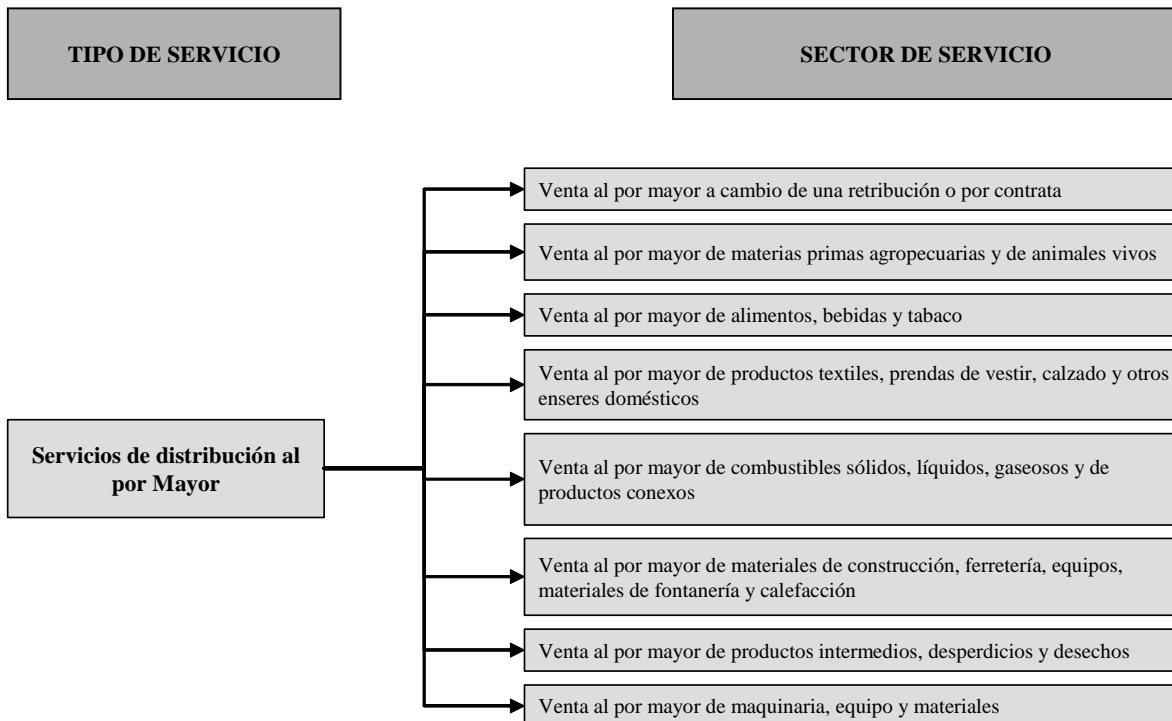 TIPO DE SERVICIO
SECTOR DE SERVICIO
Venta al por mayor a cambio de una retribución o por contrata
Venta al por mayor de materias primas agropecuarias y de animales vivos
Venta al por mayor de alimentos, bebidas y tabaco
Venta al por mayor de productos textiles, prendas de vestir, calzado y otros
enseres domésticos
Servicios de distribución al
por Mayor
Venta al por mayor de combustibles sólidos, líquidos, gaseosos y de
productos conexos
Venta al por mayor de materiales de construcción, ferretería, equipos,
materiales de fontanería y calefacción
Venta al por mayor de productos intermedios, desperdicios y desechos
Venta al por mayor de maquinaria, equipo y materiales